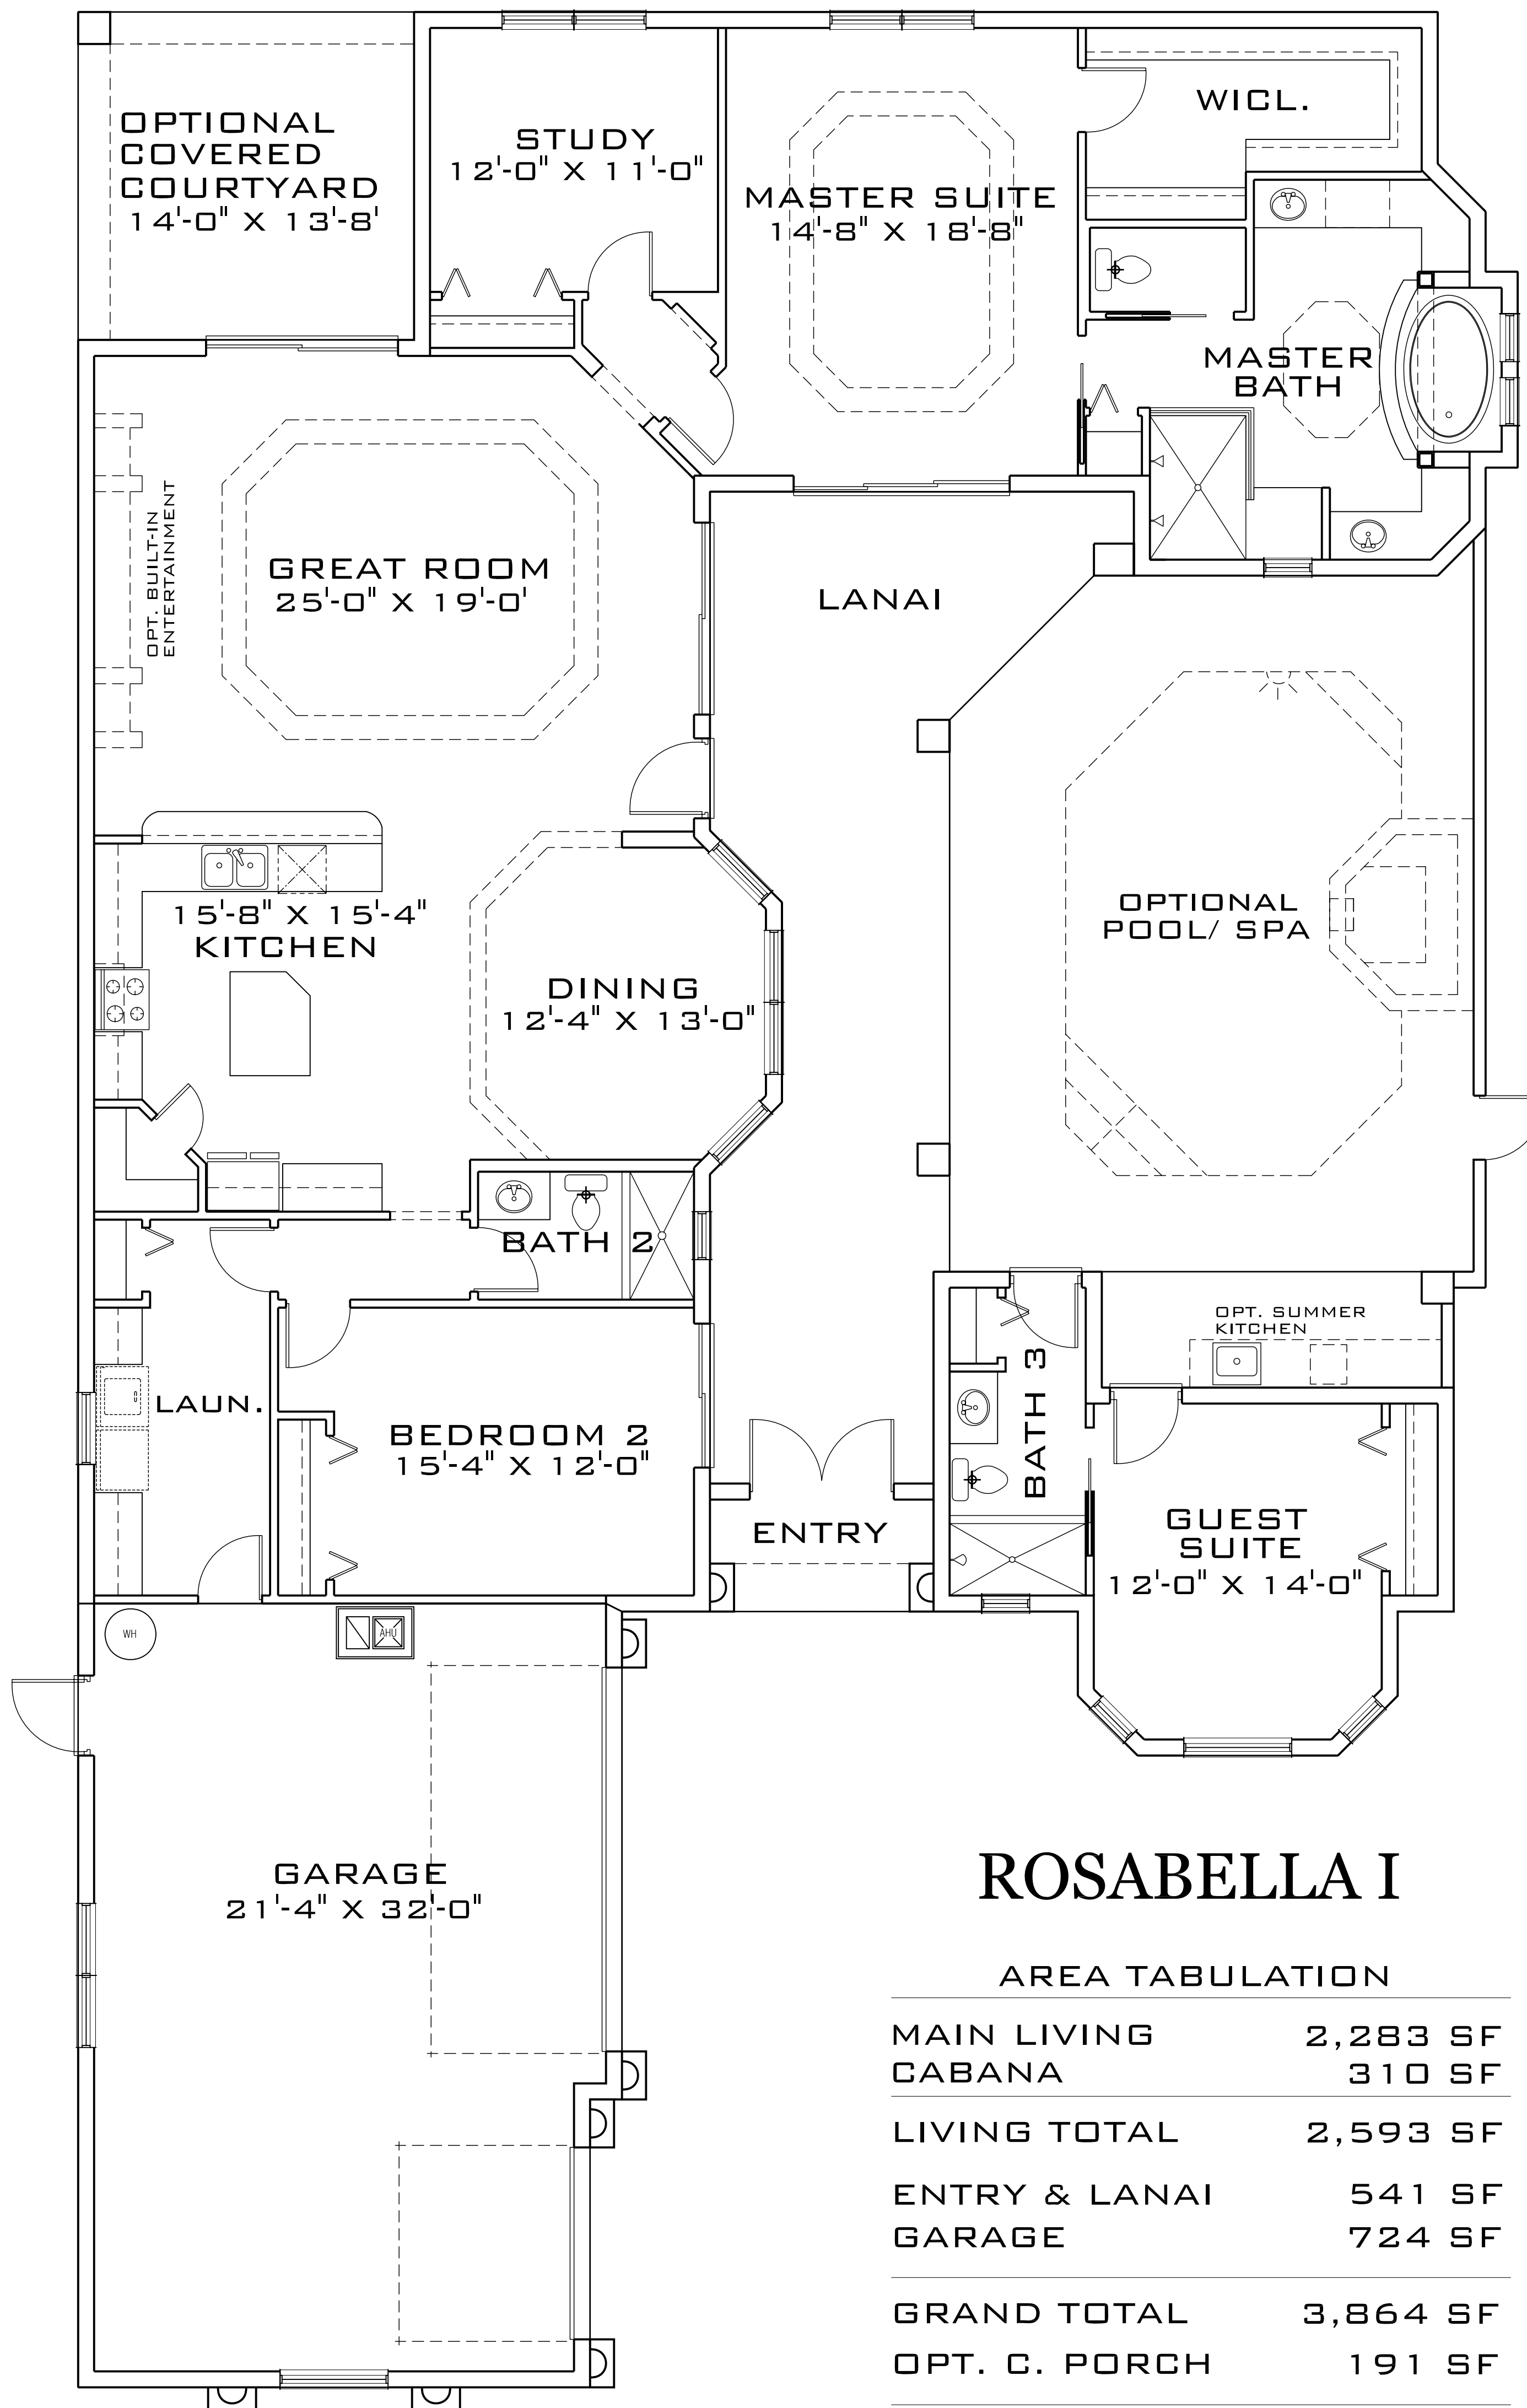 OPTIONAL
COVERED
COURTYARD
14'-0" X 13'-8'
STUDY
12'-0" X 11'-0"
MASTER SUITE
14'-8" X 18'-8"
WICL.
MASTER
BATH
OPT. BUILT-IN
ENTERTAINMENT
GREAT ROOM
25'-0" X 19'-0'
LANAI
15'-8" X 15'-4"
KITCHEN
DINING
12'-4" X 13'-0"
OPTIONAL
POOL/ SPA
BATH 2
OPT. SUMMER
KITCHEN
LAUN.
BEDROOM 2
15'-4" X 12'-0"
BATH 3
ENTRY
GUEST
SUITE
12'-0" X 14'-0"
WH
AHU
GARAGE
21'-4" X 32'-0"
ROSABELLA I
AREA TABULATION
MAIN LIVING 2,283 SF
CABANA 310 SF
LIVING TOTAL 2,593 SF
ENTRY & LANAI 541 SF
GARAGE 724 SF
GRAND TOTAL 3,864 SF
OPT. C. PORCH 191 SF